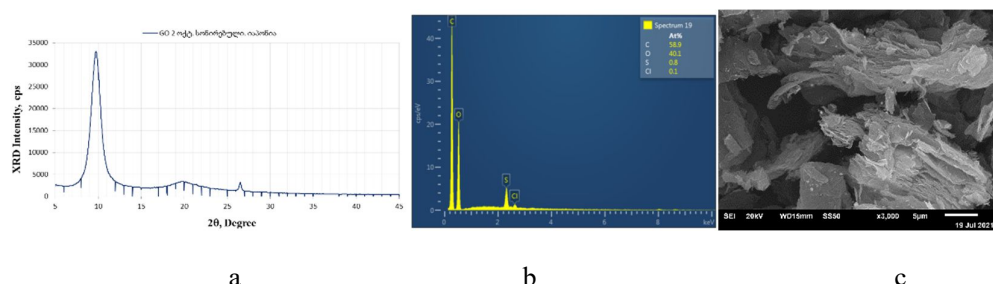 GO 2 ოქტ. სონირებული. იაპონია
XRD Intensity, cps
35000
30000
25000
20000
15000
10000
5000
0
5 10 15 20 25 30 35 40 45
2θ, Degree
a
Spectrum 19
At%
C 58.9
O 40.1
S 0.8
Cl 0.1
cps/eV
40
30
20
10
0
C
O
S
Cl
0 2 4 6 8 keV
b
SEI 20kV WD15mm SS50 x3,000 5µm
19 Jul 2021
c